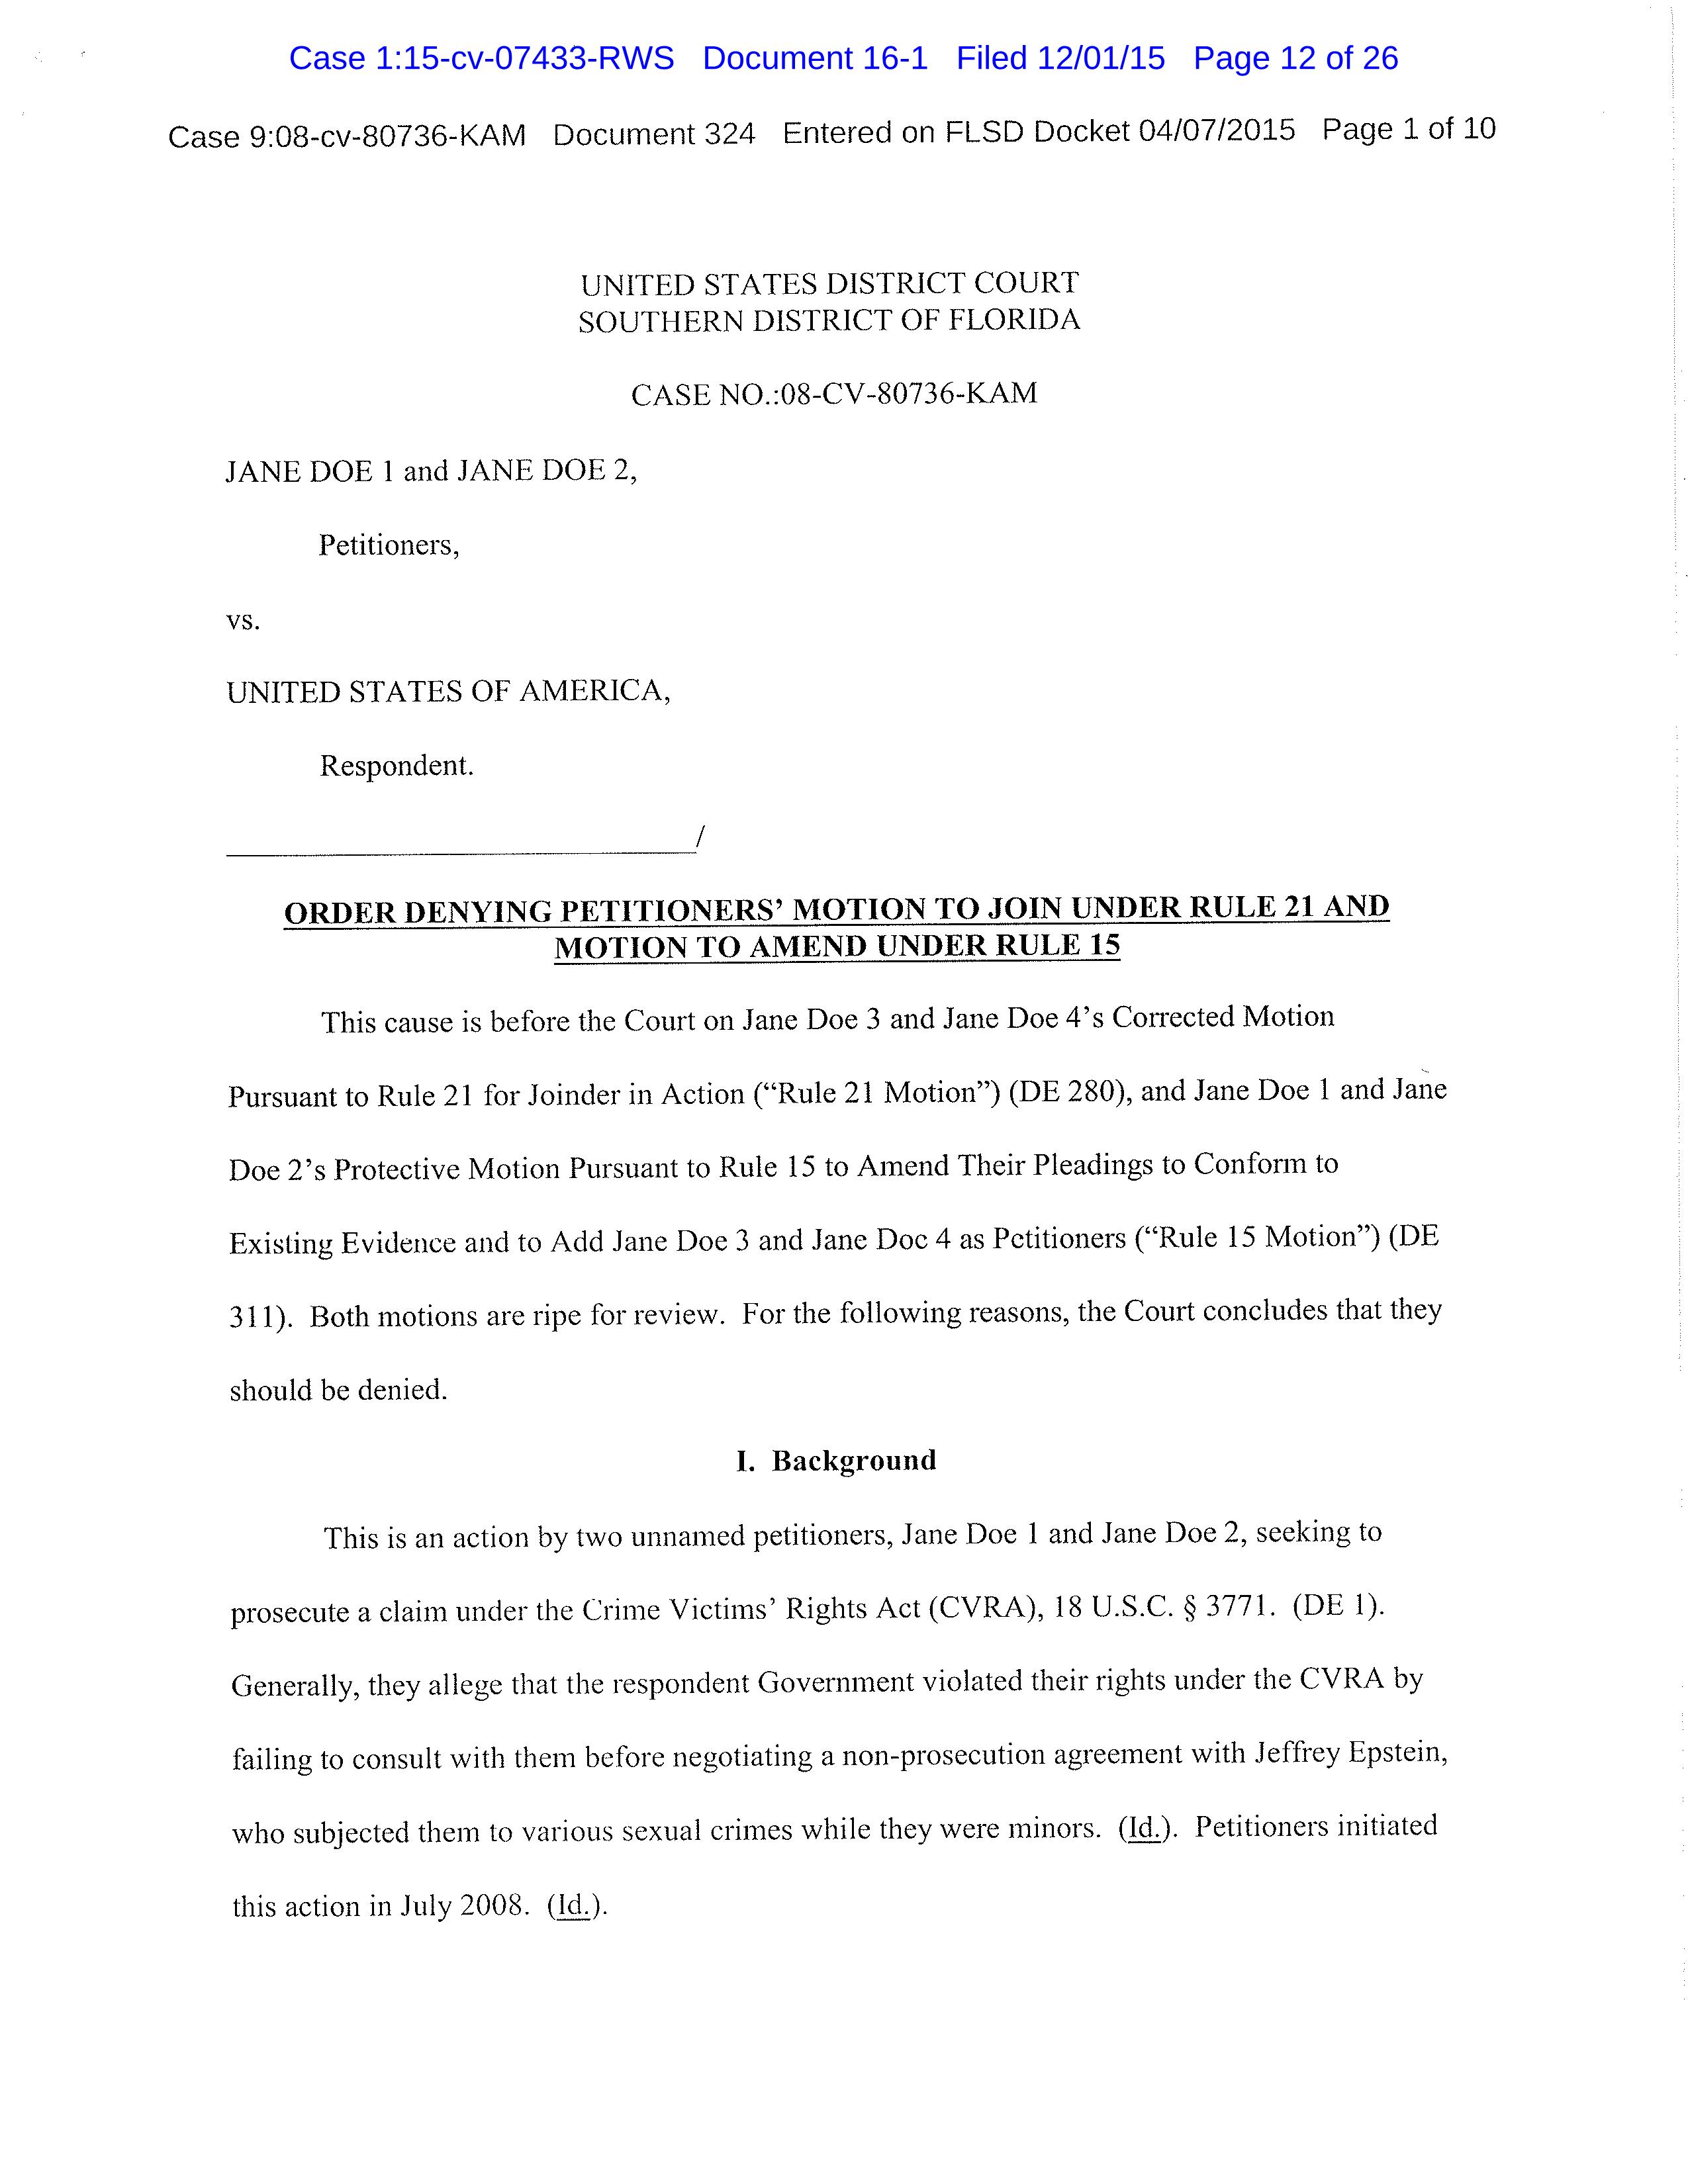 Case 1:15-cv-07433-RWS Document 16-1 Filed 12/01/15 Page 12 of 26
Case 9:08-cv-80736-KAM Document 324 Entered on FLSD Docket 04/07/2015 Page 1 of 10
UNITED STATES DISTRICT COURT
SOUTHERN DISTRICT OF FLORIDA
CASE NO.:08-CV-80736-KAM
JANE DOE 1 and JANE DOE 2,
Petitioners,
vs.
UNITED STATES OF AMERICA,
Respondent.
/
ORDER DENYING PETITIONERS’ MOTION TO JOIN UNDER RULE 21 AND
MOTION TO AMEND UNDER RULE 15
This cause is before the Court on Jane Doe 3 and Jane Doe 4’s Corrected Motion
Pursuant to Rule 21 for Joinder in Action (“Rule 21 Motion”) (DE 280), and Jane Doe 1 and Jane
Doe 2’s Protective Motion Pursuant to Rule 15 to Amend Their Pleadings to Conform to
Existing Evidence and to Add Jane Doe 3 and Jane Doe 4 as Petitioners (“Rule 15 Motion”) (DE
311). Both motions are ripe for review. For the following reasons, the Court concludes that they
should be denied.
I. Background
This is an action by two unnamed petitioners, Jane Doe 1 and Jane Doe 2, seeking to
prosecute a claim under the Crime Victims’ Rights Act (CVRA), 18 U.S.C. § 3771. (DE 1).
Generally, they allege that the respondent Government violated their rights under the CVRA by
failing to consult with them before negotiating a non-prosecution agreement with Jeffrey Epstein,
who subjected them to various sexual crimes while they were minors. (Id.). Petitioners initiated
this action in July 2008. (Id.).